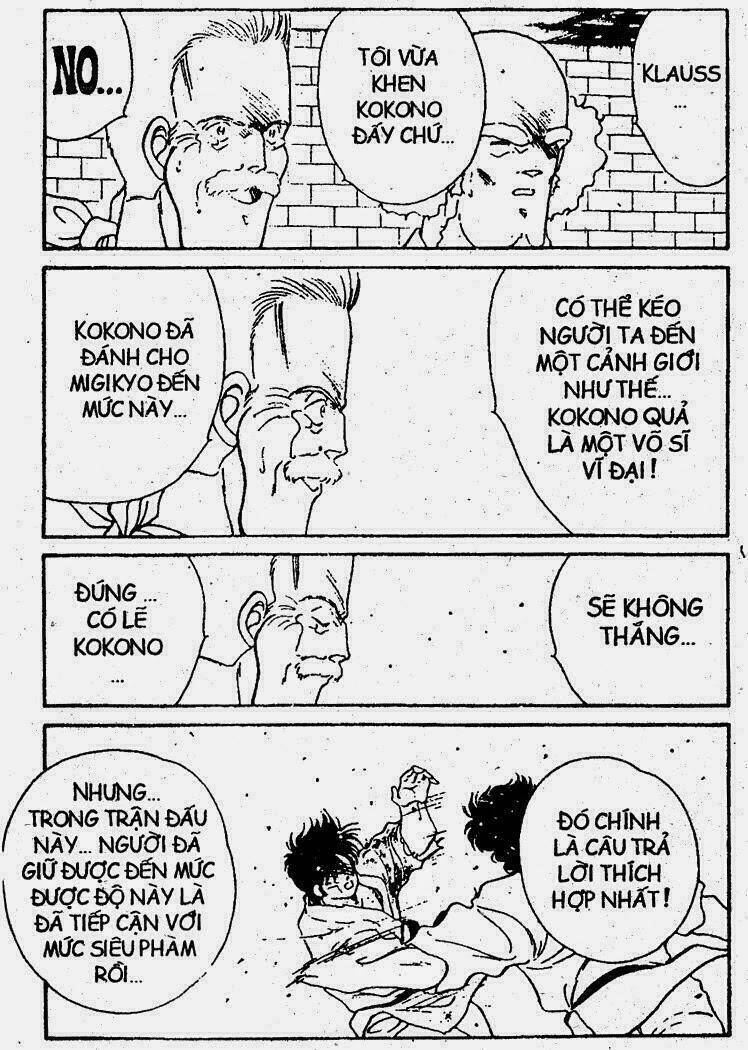 NO...
TÔI VỪA
KHEN
KOKONO
ĐẤY CHỨ...
KLAUSS
...
KOKONO ĐÃ
ĐÁNH CHO
MIGIKYO ĐẾN
MỨC NÀY...
CÓ THỂ KÉO
NGƯỜI TA ĐẾN
MỘT CẢNH GIỚI
NHƯ THẾ...
KOKONO QUẢ
LÀ MỘT VÕ SĨ
VĨ ĐẠI!
ĐÚNG ...
CÓ LẼ
KOKONO
...
SẼ KHÔNG
THẮNG...
NHƯNG...
TRONG TRẬN ĐẤU
NÀY... NGƯỜI ĐÃ
GIỮ ĐƯỢC ĐẾN MỨC
ĐƯỢC ĐỘ NÀY LÀ
ĐÃ TIẾP CẬN VỚI
MỨC SIÊU PHÀM
RỒI...
ĐÓ CHÍNH
LÀ CÂU TRẢ
LỜI THÍCH
HỢP NHẤT!